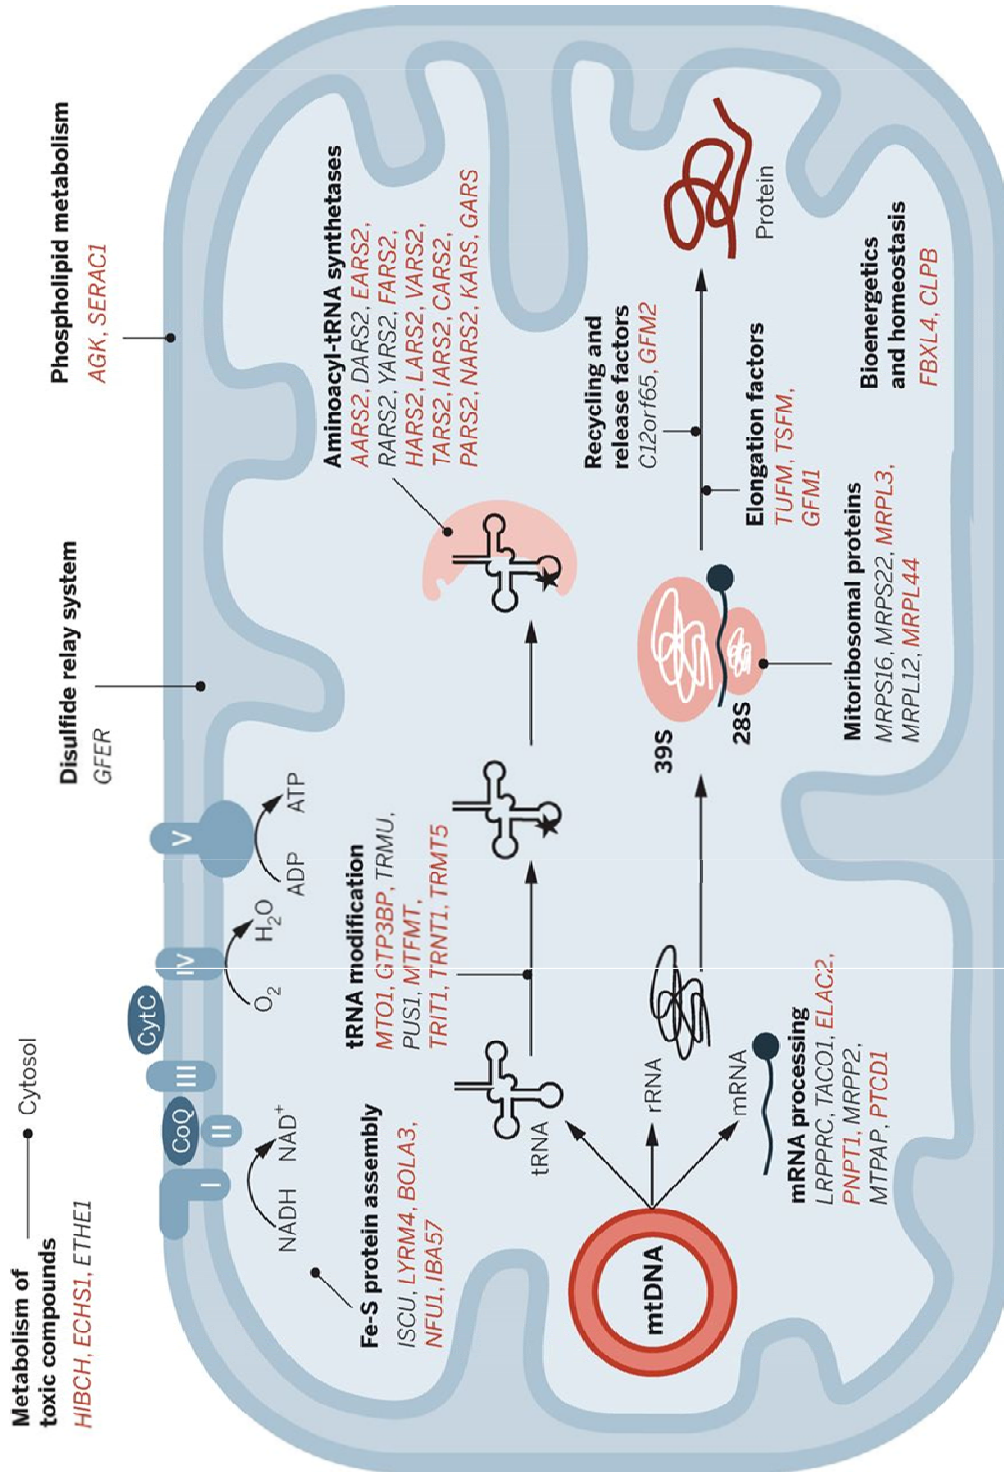 Metabolism of
toxic compounds
HIBCH, ECHS1, ETHE1
Cytosol
Disulfide relay system
GFER
Phospholipid metabolism
AGK, SERAC1
I
CoQ
II
III
CytC
IV
V
NADH
NAD+
O2
H2O
ADP
ATP
Fe-S protein assembly
ISCU, LYRM4, BOLA3,
NFU1, IBA57
tRNA modification
MTO1, GTP3BP, TRMU,
PUS1, MTFMT,
TRIT1, TRNT1, TRMT5
Aminoacyl-tRNA synthetases
AARS2, DARS2, EARS2,
RARS2, YARS2, FARS2,
HARS2, LARS2, VARS2,
TARS2, IARS2, CARS2,
PARS2, NARS2, KARS, GARS
tRNA
mtDNA
rRNA
mRNA
39S
28S
Recycling and
release factors
C12orf65, GFM2
Protein
Elongation factors
TUFM, TSFM,
GFM1
mRNA processing
LRPPRC, TACO1, ELAC2,
PNPT1, MRPP2,
MTPAP, PTCD1
Mitoribosomal proteins
MRPS16, MRPS22, MRPL3,
MRPL12, MRPL44
Bioenergetics
and homeostasis
FBXL4, CLPB